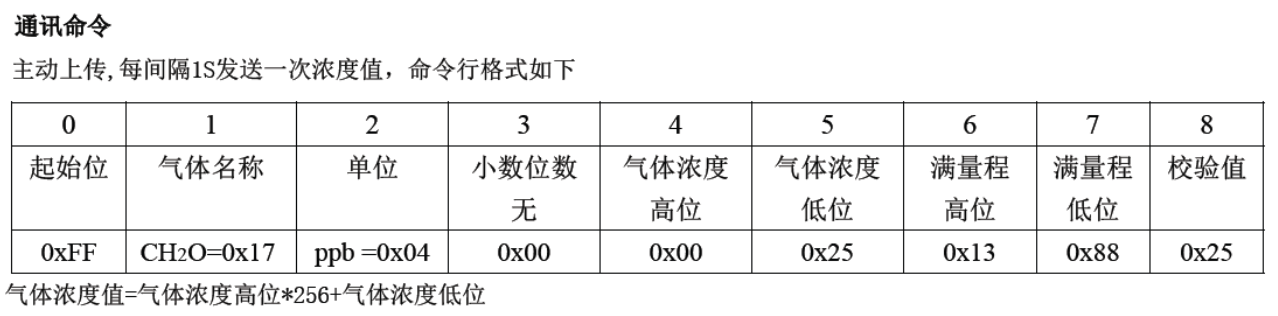 通讯命令
主动上传,每间隔1S发送一次浓度值，命令行格式如下
0 1 2 3 4 5 6 7 8
起始位 气体名称 单位 小数位数 气体浓度 气体浓度 满量程 满量程 校验值
无 高位 低位 高位 低位
0xFF CH2O=0x17 ppb =0x04 0x00 0x00 0x25 0x13 0x88 0x25
气体浓度值=气体浓度高位*256+气体浓度低位